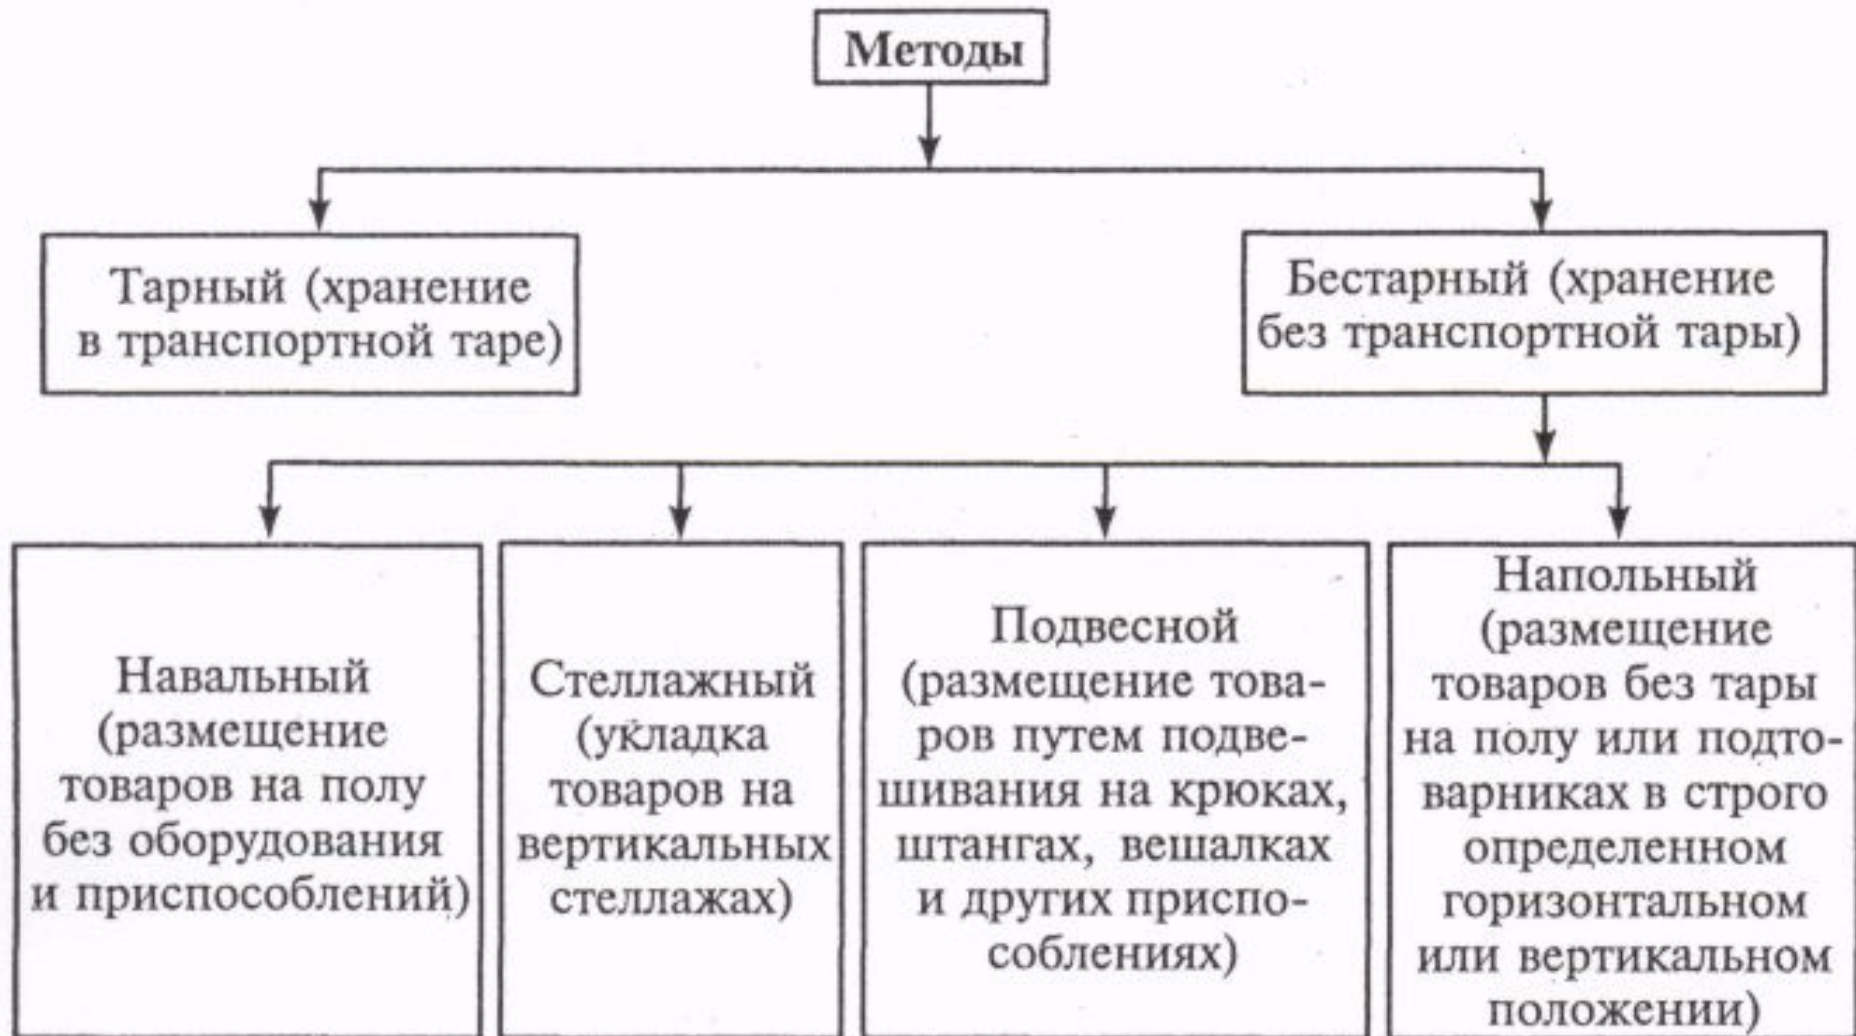 Методы
Тарный (хранение
в транспортной таре)
Бестарный (хранение
без транспортной тары)
Навальный
(размещение
товаров на полу
без оборудования
и приспособлений)
Стеллажный
(укладка
товаров на
вертикальных
стеллажах)
Подвесной
(размещение това-
ров путем подве-
шивания на крюках,
штангах, вешалках
и других приспо-
соблениях)
Напольный
(размещение
товаров без тары
на полу или подто-
варниках в строго
определенном
горизонтальном
или вертикальном
положении)